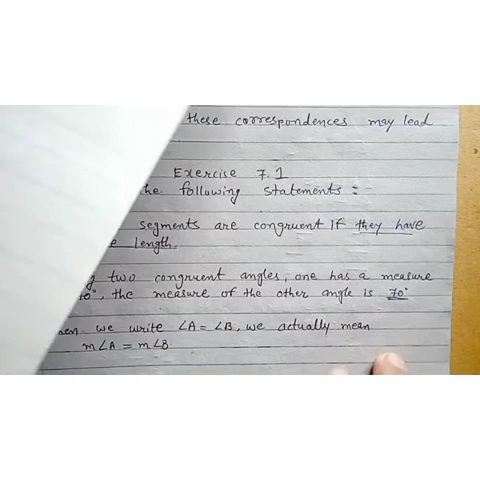 these correspondences may lead
Exercise 7.1
the following statements:
segments are congruent if they have
length.
two congruent angles, one has a measure
0°, the measure of the other angle is 70°
we write ∠A = ∠B, we actually mean
m∠A = m∠B